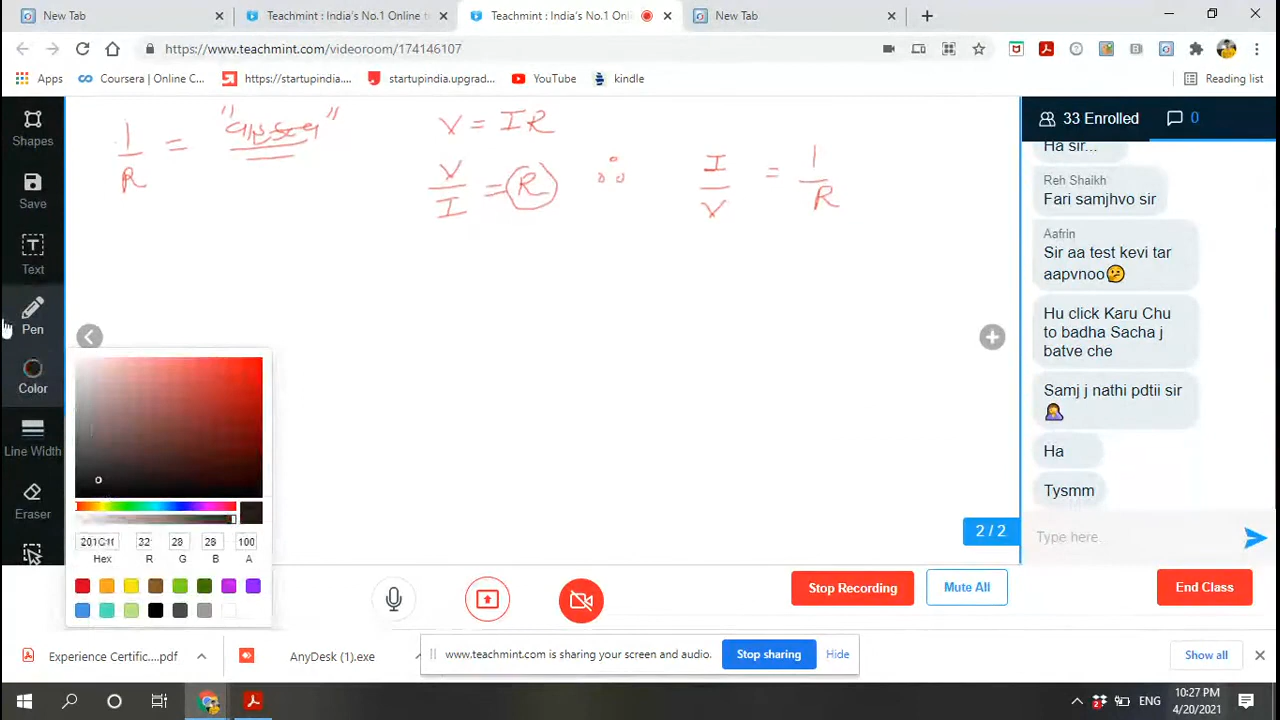 New Tab
Teachmint : India's No.1 Online t
Teachmint : India's No.1 Onl
New Tab
https://www.teachmint.com/videoroom/174146107
Apps
Coursera | Online C...
https://startupindia....
startupindia.upgrad...
YouTube
kindle
Reading list
Shapes
Save
Text
Pen
Color
Line Width
Eraser
1/R =
V = IR
V/I = R ∴ I/V = 1/R
33 Enrolled
0
Ha sir...
Reh Shaikh
Fari samjhvo sir
Aafrin
Sir aa test kevi tar
aapvnoo🤔
Hu click Karu Chu
to badha Sacha j
batve che
Samj j nathi pdtii sir
🤦‍♀️
Ha
Tysmm
Type here
2 / 2
32 28 28 100
Hex R G B A
Stop Recording
Mute All
End Class
Experience Certific....pdf
AnyDesk (1).exe
www.teachmint.com is sharing your screen and audio.
Stop sharing
Hide
Show all
ENG
10:27 PM
4/20/2021